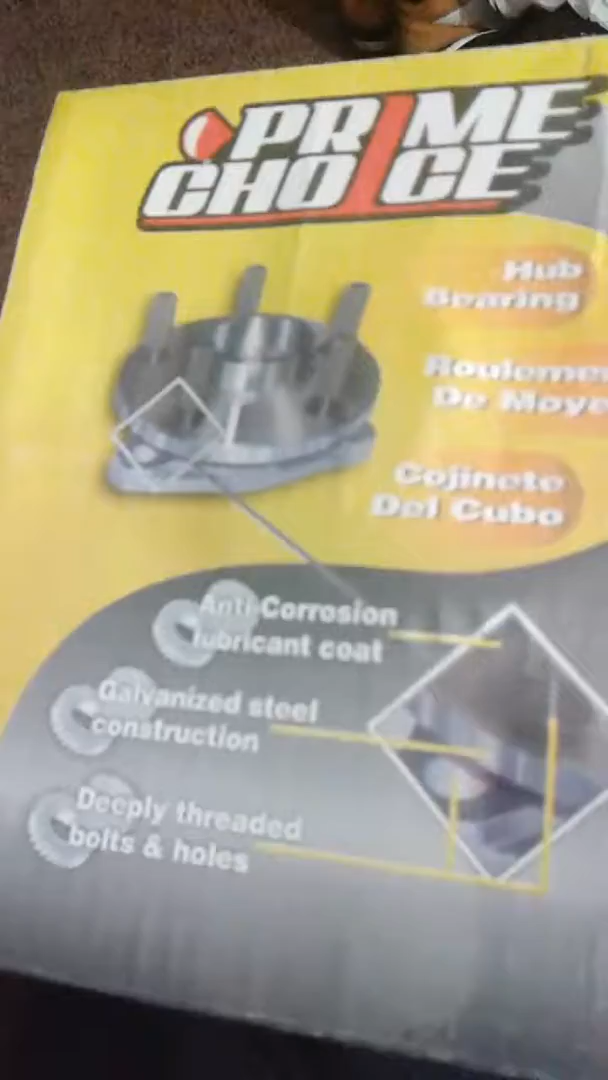 PRIME
CHOICE
Hub
Bearing
Roulemen
De Moye
Cojinete
Del Cubo
Anti-Corrosion
lubricant coat
Galvanized steel
construction
Deeply threaded
bolts & holes